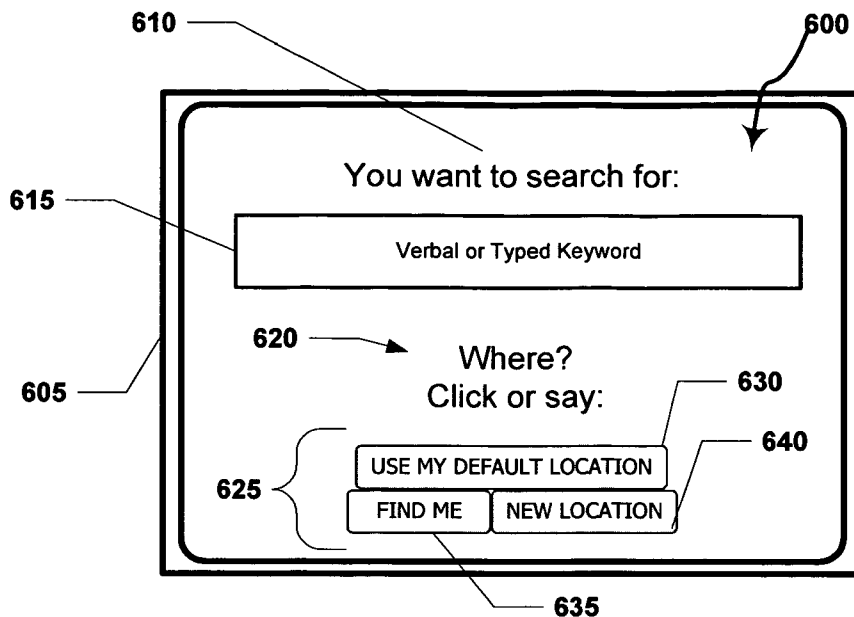 610
600
You want to search for:
615
Verbal or Typed Keyword
620
Where?
Click or say:
605
630
640
625
USE MY DEFAULT LOCATION
FIND ME
NEW LOCATION
635